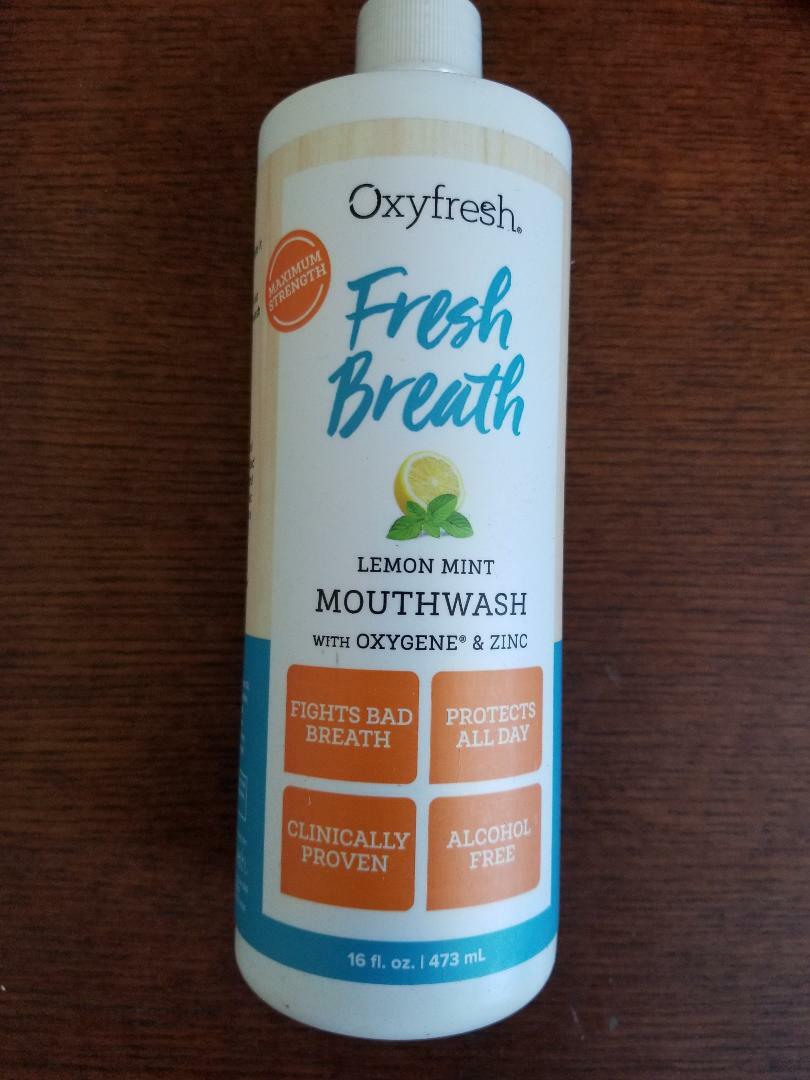 Oxyfresh®
MAXIMUM
STRENGTH
Fresh
Breath
LEMON MINT
MOUTHWASH
WITH OXYGENE® & ZINC
FIGHTS BAD
BREATH
PROTECTS
ALL DAY
CLINICALLY
PROVEN
ALCOHOL
FREE
16 fl. oz. | 473 mL